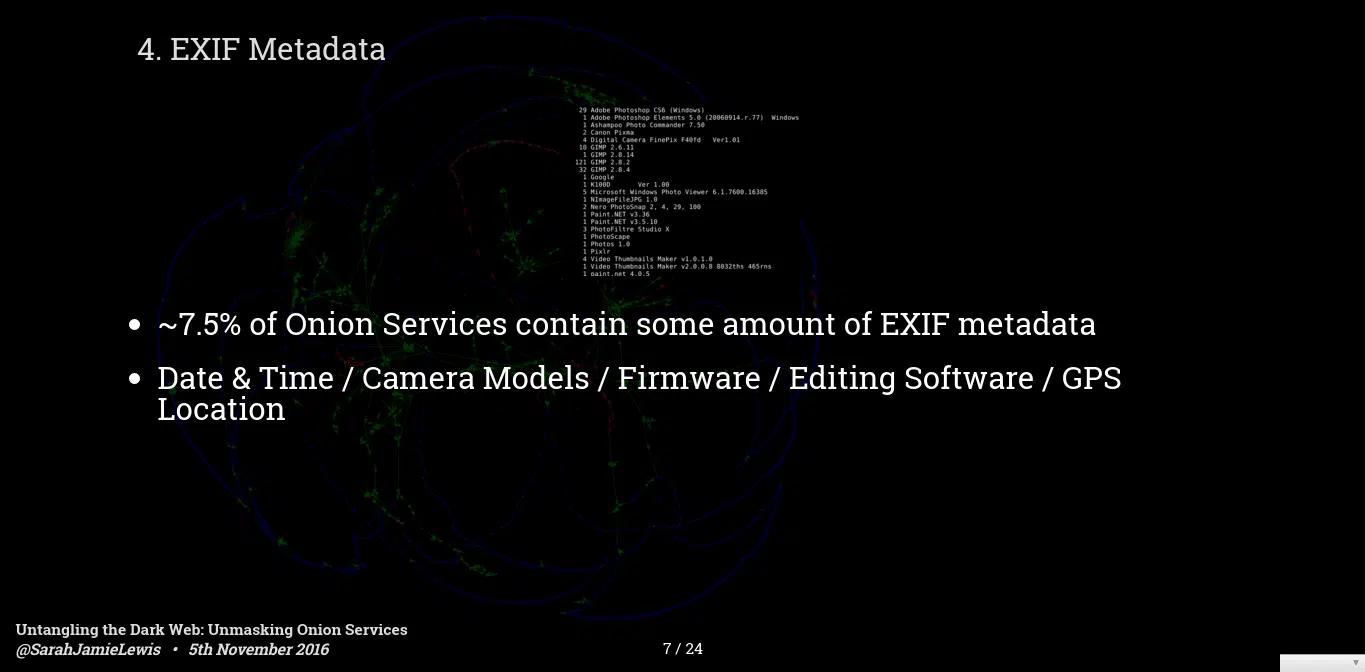 4. EXIF Metadata
29 Adobe Photoshop CS6 (Windows)
1 Adobe Photoshop Elements 5.0 (20060914.r.77)  Windows
1 Ashampoo Photo Commander 7.50
2 Canon Pixma
4 Digital Camera FinePix F40fd   Ver1.01
10 GIMP 2.6.11
1 GIMP 2.8.14
121 GIMP 2.8.2
32 GIMP 2.8.4
1 Google
1 K100D       Ver 1.00
5 Microsoft Windows Photo Viewer 6.1.7600.16385
1 NImageFileJPG 1.0
2 Nero PhotoSnap 2, 4, 29, 100
1 Paint.NET v3.36
1 Paint.NET v3.5.10
3 PhotoFiltre Studio X
1 PhotoScape
1 Photos 1.0
1 Pixlr
4 Video Thumbnails Maker v1.0.1.0
1 Video Thumbnails Maker v2.0.0.8 8032ths 465rns
1 paint.net 4.0.5
• ~7.5% of Onion Services contain some amount of EXIF metadata
• Date & Time / Camera Models / Firmware / Editing Software / GPS
Location
Untangling the Dark Web: Unmasking Onion Services
@SarahJamieLewis • 5th November 2016
7 / 24